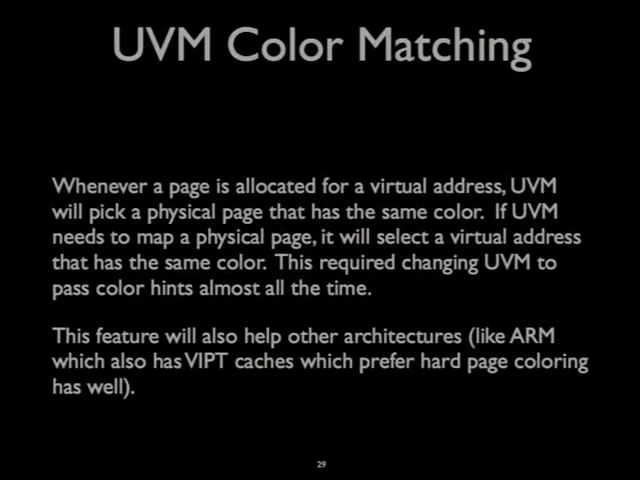 UVM Color Matching
Whenever a page is allocated for a virtual address, UVM
will pick a physical page that has the same color. If UVM
needs to map a physical page, it will select a virtual address
that has the same color. This required changing UVM to
pass color hints almost all the time.
This feature will also help other architectures (like ARM
which also has VIPT caches which prefer hard page coloring
has well).
29